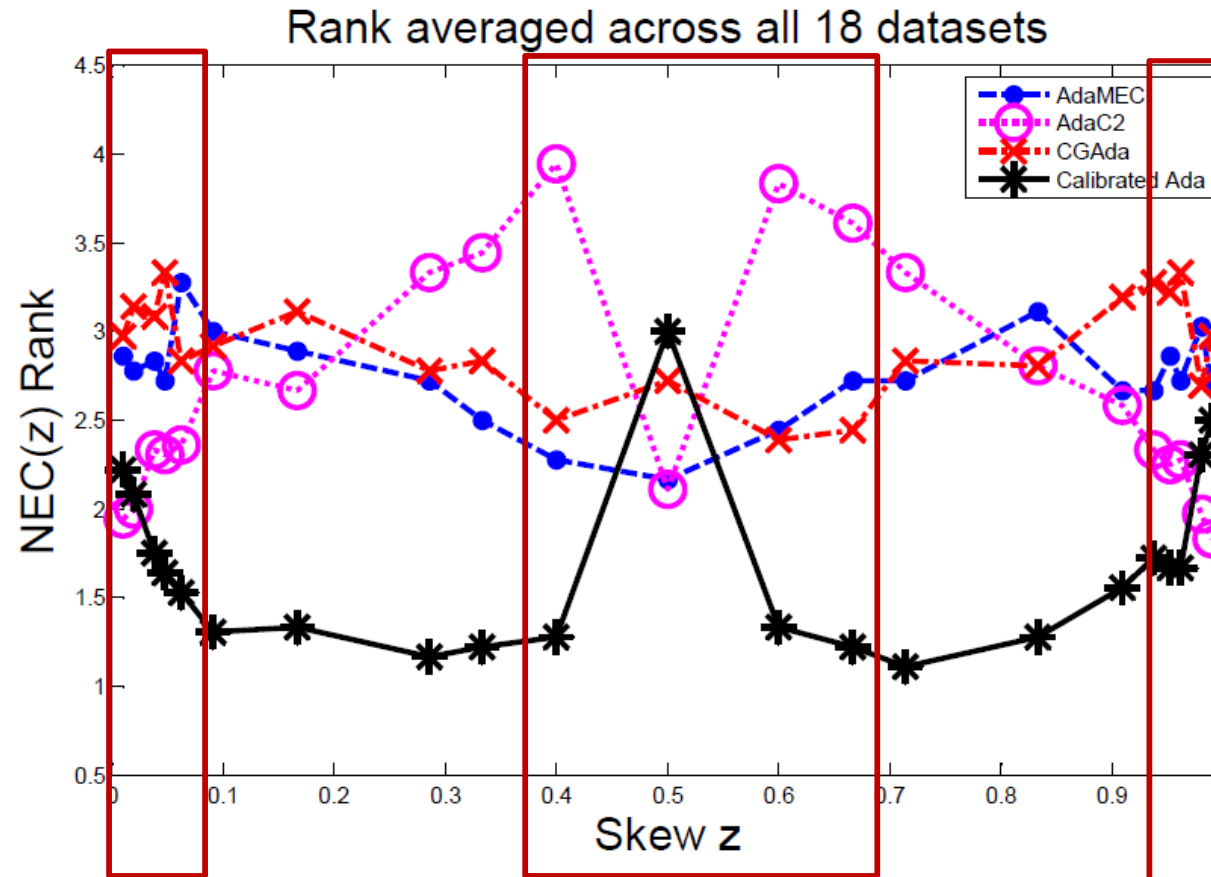 Rank averaged across all 18 datasets
4.5
4
3.5
3
2.5
2
1.5
1
0.5
NEC(z) Rank
AdaMEC
AdaC2
CGAda
Calibrated Ada
0 0.1 0.2 0.3 0.4 0.5 0.6 0.7 0.8 0.9
Skew z